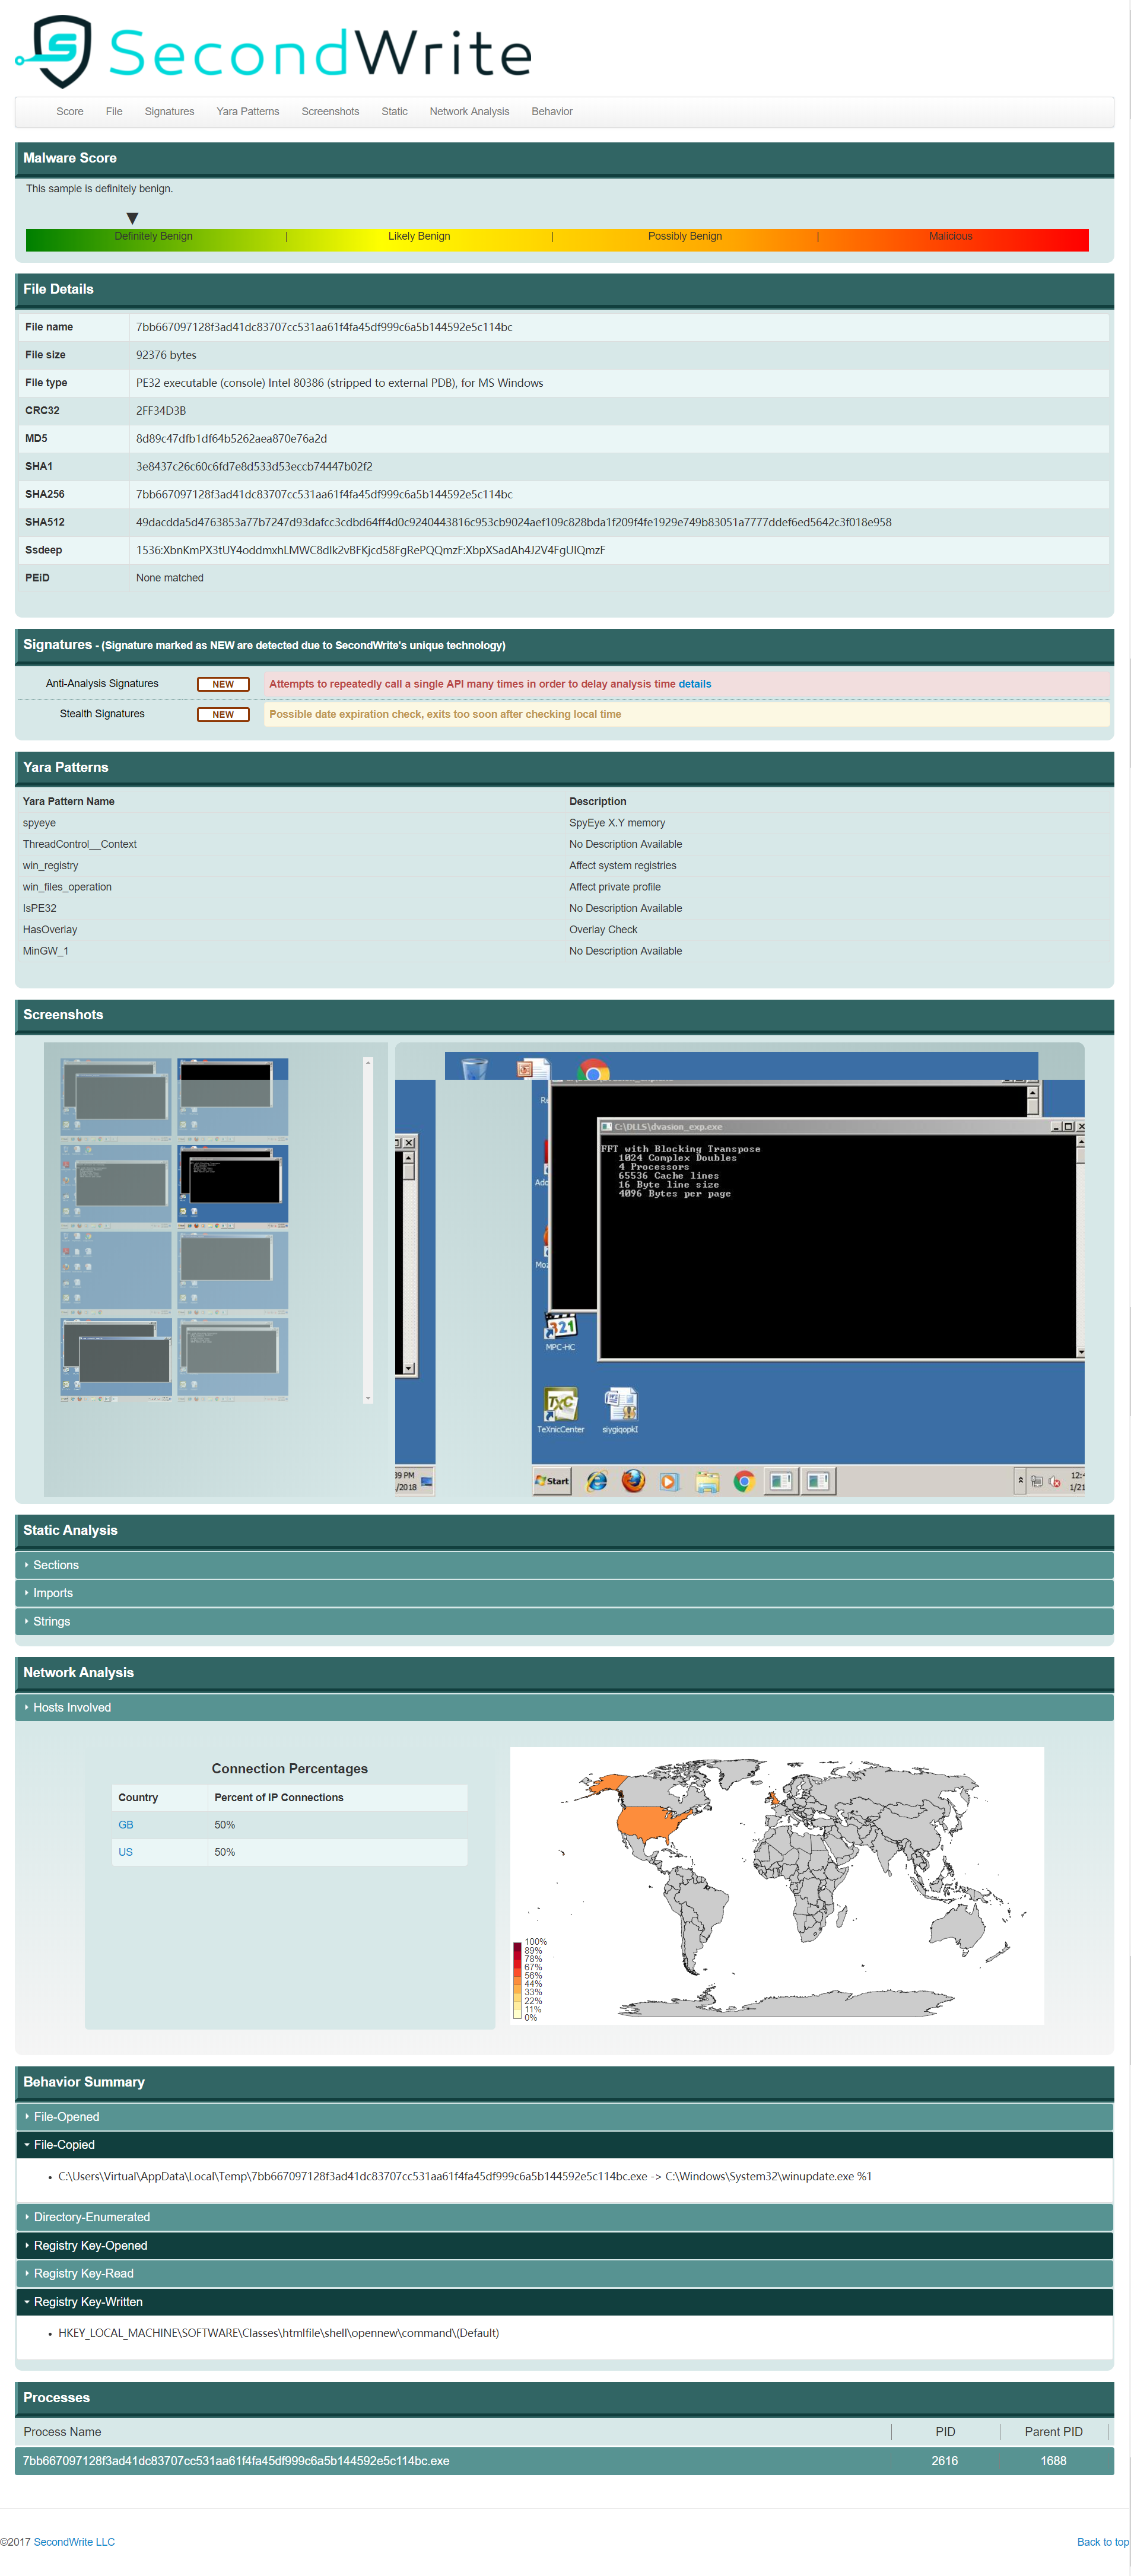 SecondWrite
Score File Signatures Yara Patterns Screenshots Static Network Analysis Behavior
Malware Score
This sample is definitely benign.
Definitely Benign | Likely Benign | Possibly Benign | Malicious
File Details
File name 7bb667097128f3ad41dc83707cc531aa61f4fa45df999c6a5b144592e5c114bc
File size 92376 bytes
File type PE32 executable (console) Intel 80386 (stripped to external PDB), for MS Windows
CRC32 2FF34D3B
MD5 8d89c47dfb1df64b5262aea870e76a2d
SHA1 3e8437c26c60c6fd7e8d533d53eccb74447b02f2
SHA256 7bb667097128f3ad41dc83707cc531aa61f4fa45df999c6a5b144592e5c114bc
SHA512 49dacdda5d4763853a77b7247d93dafcc3cdbd64ff4d0c9240443816c953cb9024aef109c828bda1f209f4fe1929e749b83051a7777ddef6ed5642c3f018e958
Ssdeep 1536:XbnKmPX3tUY4oddmxhLMWC8dlk2vBFKjcd58FgRePQQmzF:XbpXSadAh4J2V4FgUIQmzF
PEiD None matched
Signatures - (Signature marked as NEW are detected due to SecondWrite's unique technology)
Anti-Analysis Signatures NEW Attempts to repeatedly call a single API many times in order to delay analysis time details
Stealth Signatures NEW Possible date expiration check, exits too soon after checking local time
Yara Patterns
Yara Pattern Name Description
spyeye SpyEye X.Y memory
ThreadControl__Context No Description Available
win_registry Affect system registries
win_files_operation Affect private profile
IsPE32 No Description Available
HasOverlay Overlay Check
MinGW_1 No Description Available
Screenshots
C:\DLLS\dvasion_exp.exe
FFT with Blocking Transpose
1024 Complex Doubles
4 Processors
65536 Cache lines
16 Byte line size
4096 Bytes per page
Re
Ado
Moz
MPC-HC
TeXnicCenter siygiqopkI
39 PM
/2018
Start
12:4
1/21
Static Analysis
Sections
Imports
Strings
Network Analysis
Hosts Involved
Connection Percentages
Country Percent of IP Connections
GB 50%
US 50%
100%
89%
78%
67%
56%
44%
33%
22%
11%
0%
Behavior Summary
File-Opened
File-Copied
C:\Users\Virtual\AppData\Local\Temp\7bb667097128f3ad41dc83707cc531aa61f4fa45df999c6a5b144592e5c114bc.exe -> C:\Windows\System32\winupdate.exe %1
Directory-Enumerated
Registry Key-Opened
Registry Key-Read
Registry Key-Written
HKEY_LOCAL_MACHINE\SOFTWARE\Classes\htmlfile\shell\opennew\command\(Default)
Processes
Process Name PID Parent PID
7bb667097128f3ad41dc83707cc531aa61f4fa45df999c6a5b144592e5c114bc.exe 2616 1688
©2017 SecondWrite LLC Back to top